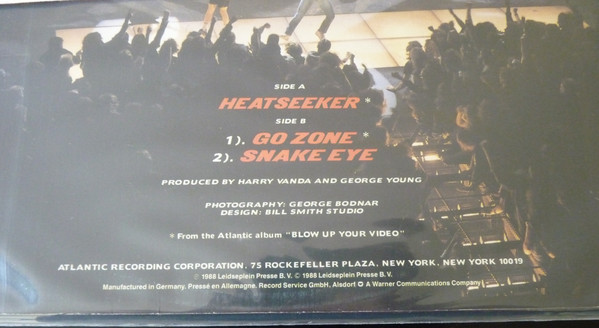 SIDE A
HEATSEEKER *
SIDE B
1). GO ZONE *
2). SNAKE EYE
PRODUCED BY HARRY VANDA AND GEORGE YOUNG
PHOTOGRAPHY: GEORGE BODNAR
DESIGN: BILL SMITH STUDIO
* From the Atlantic album “BLOW UP YOUR VIDEO”
ATLANTIC RECORDING CORPORATION. 75 ROCKEFELLER PLAZA. NEW YORK. NEW YORK 10019
℗ 1988 Leidseplein Presse B.V. © 1988 Leidseplein Presse B.V.
Manufactured in Germany. Pressé en Allemagne. Record Service GmbH, Alsdorf A Warner Communications Company